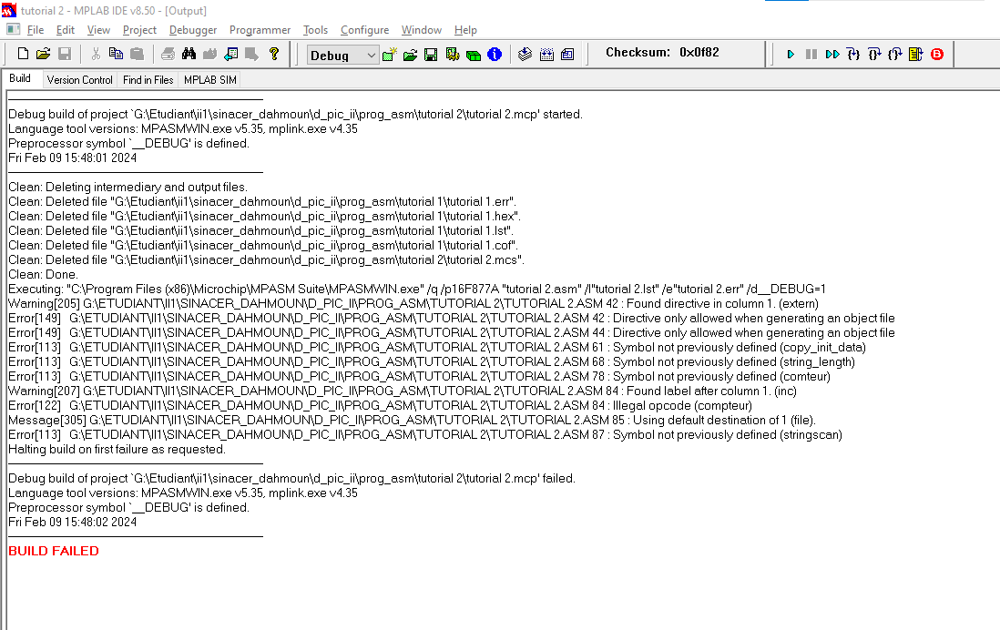 tutorial 2 - MPLAB IDE v8.50 - [Output]
File Edit View Project Debugger Programmer Tools Configure Window Help
Debug Checksum: 0x0f82
Build Version Control Find in Files MPLAB SIM
Debug build of project `G:\Etudiant\ii1\sinacer_dahmoun\d_pic_ii\prog_asm\tutorial 2\tutorial 2.mcp' started.
Language tool versions: MPASMWIN.exe v5.35, mplink.exe v4.35
Preprocessor symbol `__DEBUG' is defined.
Fri Feb 09 15:48:01 2024
Clean: Deleting intermediary and output files.
Clean: Deleted file "G:\Etudiant\ii1\sinacer_dahmoun\d_pic_ii\prog_asm\tutorial 1\tutorial 1.err".
Clean: Deleted file "G:\Etudiant\ii1\sinacer_dahmoun\d_pic_ii\prog_asm\tutorial 1\tutorial 1.hex".
Clean: Deleted file "G:\Etudiant\ii1\sinacer_dahmoun\d_pic_ii\prog_asm\tutorial 1\tutorial 1.lst".
Clean: Deleted file "G:\Etudiant\ii1\sinacer_dahmoun\d_pic_ii\prog_asm\tutorial 1\tutorial 1.cof".
Clean: Deleted file "G:\Etudiant\ii1\sinacer_dahmoun\d_pic_ii\prog_asm\tutorial 2\tutorial 2.mcs".
Clean: Done.
Executing: "C:\Program Files (x86)\Microchip\MPASM Suite\MPASMWIN.exe" /q /p16F877A "tutorial 2.asm" /l"tutorial 2.lst" /e"tutorial 2.err" /d__DEBUG=1
Warning[205] G:\ETUDIANT\II1\SINACER_DAHMOUN\D_PIC_II\PROG_ASM\TUTORIAL 2\TUTORIAL 2.ASM 42 : Found directive in column 1. (extern)
Error[149] G:\ETUDIANT\II1\SINACER_DAHMOUN\D_PIC_II\PROG_ASM\TUTORIAL 2\TUTORIAL 2.ASM 42 : Directive only allowed when generating an object file
Error[149] G:\ETUDIANT\II1\SINACER_DAHMOUN\D_PIC_II\PROG_ASM\TUTORIAL 2\TUTORIAL 2.ASM 44 : Directive only allowed when generating an object file
Error[113] G:\ETUDIANT\II1\SINACER_DAHMOUN\D_PIC_II\PROG_ASM\TUTORIAL 2\TUTORIAL 2.ASM 61 : Symbol not previously defined (copy_init_data)
Error[113] G:\ETUDIANT\II1\SINACER_DAHMOUN\D_PIC_II\PROG_ASM\TUTORIAL 2\TUTORIAL 2.ASM 68 : Symbol not previously defined (string_length)
Error[113] G:\ETUDIANT\II1\SINACER_DAHMOUN\D_PIC_II\PROG_ASM\TUTORIAL 2\TUTORIAL 2.ASM 78 : Symbol not previously defined (comteur)
Warning[207] G:\ETUDIANT\II1\SINACER_DAHMOUN\D_PIC_II\PROG_ASM\TUTORIAL 2\TUTORIAL 2.ASM 84 : Found label after column 1. (inc)
Error[122] G:\ETUDIANT\II1\SINACER_DAHMOUN\D_PIC_II\PROG_ASM\TUTORIAL 2\TUTORIAL 2.ASM 84 : Illegal opcode (compteur)
Message[305] G:\ETUDIANT\II1\SINACER_DAHMOUN\D_PIC_II\PROG_ASM\TUTORIAL 2\TUTORIAL 2.ASM 85 : Using default destination of 1 (file).
Error[113] G:\ETUDIANT\II1\SINACER_DAHMOUN\D_PIC_II\PROG_ASM\TUTORIAL 2\TUTORIAL 2.ASM 87 : Symbol not previously defined (stringscan)
Halting build on first failure as requested.
Debug build of project `G:\Etudiant\ii1\sinacer_dahmoun\d_pic_ii\prog_asm\tutorial 2\tutorial 2.mcp' failed.
Language tool versions: MPASMWIN.exe v5.35, mplink.exe v4.35
Preprocessor symbol `__DEBUG' is defined.
Fri Feb 09 15:48:02 2024
BUILD FAILED